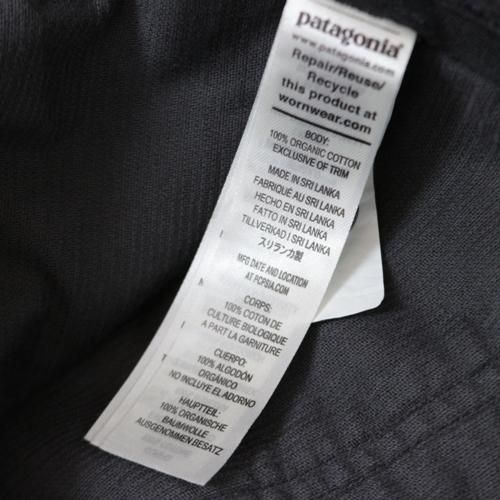 patagonia®
www.patagonia.com
Repair/Reuse/
Recycle
this product at
wornwear.com
BODY:
100% ORGANIC COTTON
EXCLUSIVE OF TRIM
MADE IN SRI LANKA
FABRIQUÉ AU SRI LANKA
HECHO EN SRI LANKA
FATTO IN SRI LANKA
TILLVERKAD I SRI LANKA
スリランカ製
MFG DATE AND LOCATION
AT PCPSIA.COM
CORPS:
100% COTON DE
CULTURE BIOLOGIQUE
A PART LA GARNITURE
CUERPO:
100% ALGODÓN
ORGÁNICO
NO INCLUYE EL ADORNO
HAUPTTEIL:
100% ORGANISCHE
BAUMWOLLE
AUSGENOMMEN BESATZ